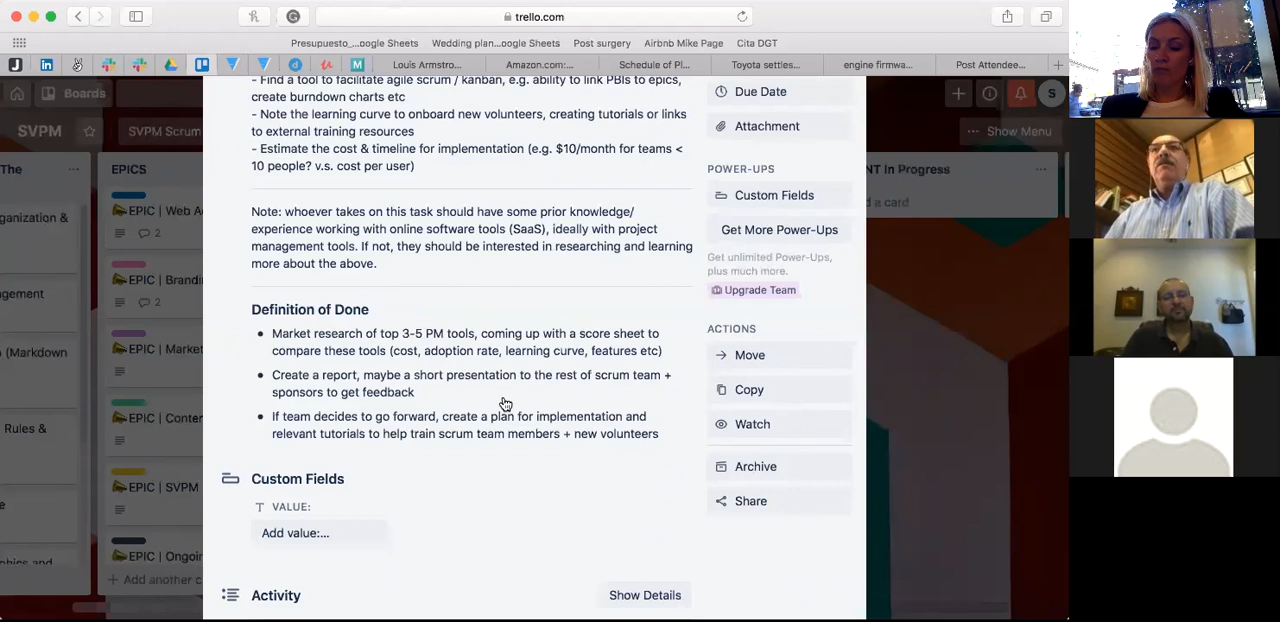 trello.com
Presupuesto_...oogle Sheets
Wedding plan...oogle Sheets
Post surgery
Airbnb Mike Page
Cita DGT
Louis Armstro...
Amazon.com:...
Schedule of Pl...
Toyota settles...
engine firmwa...
Post Attendee...
Boards
SVPM
SVPM Scrum
Show Menu
The
EPICS
EPIC | Web A
2
EPIC | Brandi
2
EPIC | Market
EPIC | Conter
EPIC | SVPM
EPIC | Ongoi
Add another c
rganization &
nagement
p (Markdown
Rules &
e
phics and
- Find a tool to facilitate agile scrum / kanban, e.g. ability to link PBIs to epics,
create burndown charts etc
- Note the learning curve to onboard new volunteers, creating tutorials or links
to external training resources
- Estimate the cost & timeline for implementation (e.g. $10/month for teams <
10 people? v.s. cost per user)
Note: whoever takes on this task should have some prior knowledge/
experience working with online software tools (SaaS), ideally with project
management tools. If not, they should be interested in researching and learning
more about the above.
Definition of Done
• Market research of top 3-5 PM tools, coming up with a score sheet to
compare these tools (cost, adoption rate, learning curve, features etc)
• Create a report, maybe a short presentation to the rest of scrum team +
sponsors to get feedback
• If team decides to go forward, create a plan for implementation and
relevant tutorials to help train scrum team members + new volunteers
Custom Fields
T VALUE:
Add value:...
Activity
Show Details
Due Date
Attachment
POWER-UPS
Custom Fields
Get More Power-Ups
Get unlimited Power-Ups,
plus much more.
Upgrade Team
ACTIONS
Move
Copy
Watch
Archive
Share
NT In Progress
d a card
S